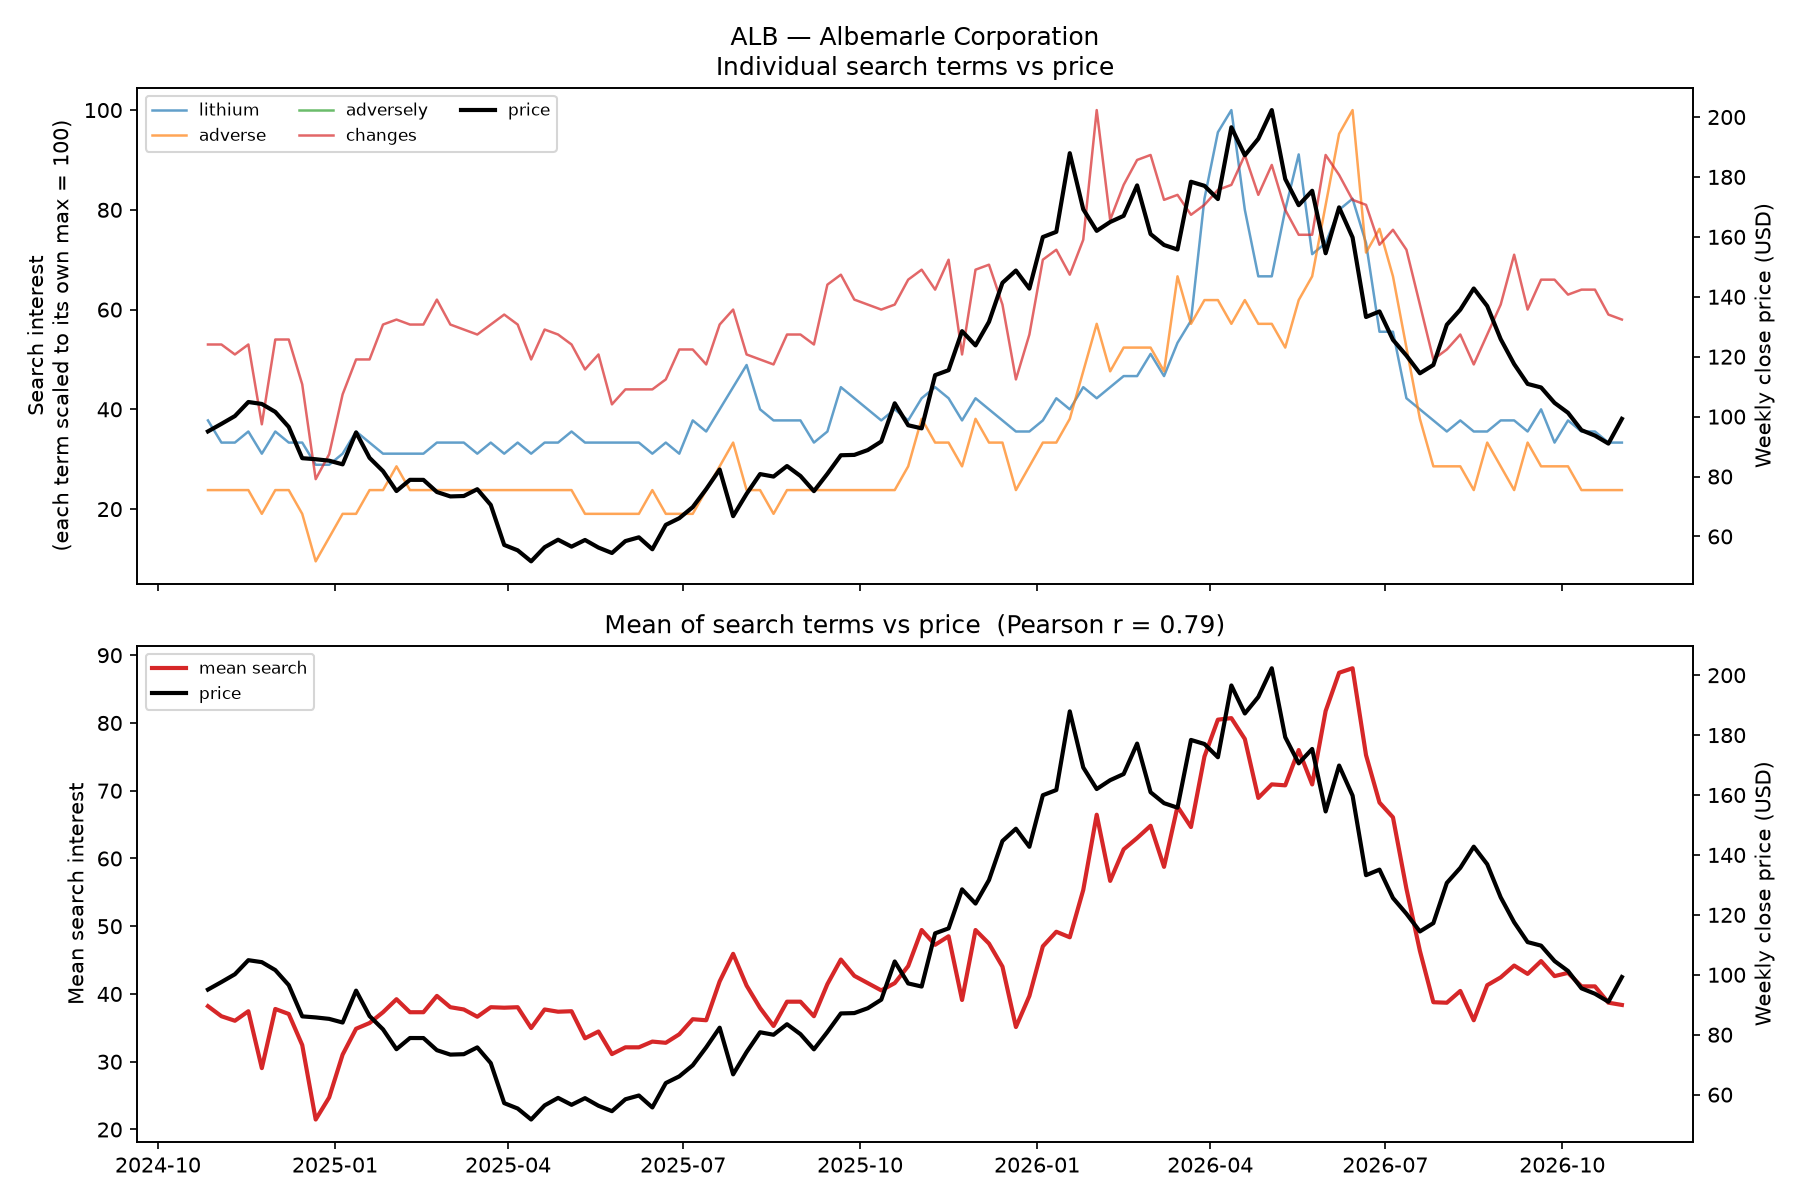 ALB — Albemarle Corporation
Individual search terms vs price
lithium
adverse
adversely
changes
price
Search interest
(each term scaled to its own max = 100)
100
80
60
40
20
Weekly close price (USD)
200
180
160
140
120
100
80
60
Mean of search terms vs price (Pearson r = 0.79)
mean search
price
Mean search interest
90
80
70
60
50
40
30
20
Weekly close price (USD)
200
180
160
140
120
100
80
60
2024-10
2025-01
2025-04
2025-07
2025-10
2026-01
2026-04
2026-07
2026-10